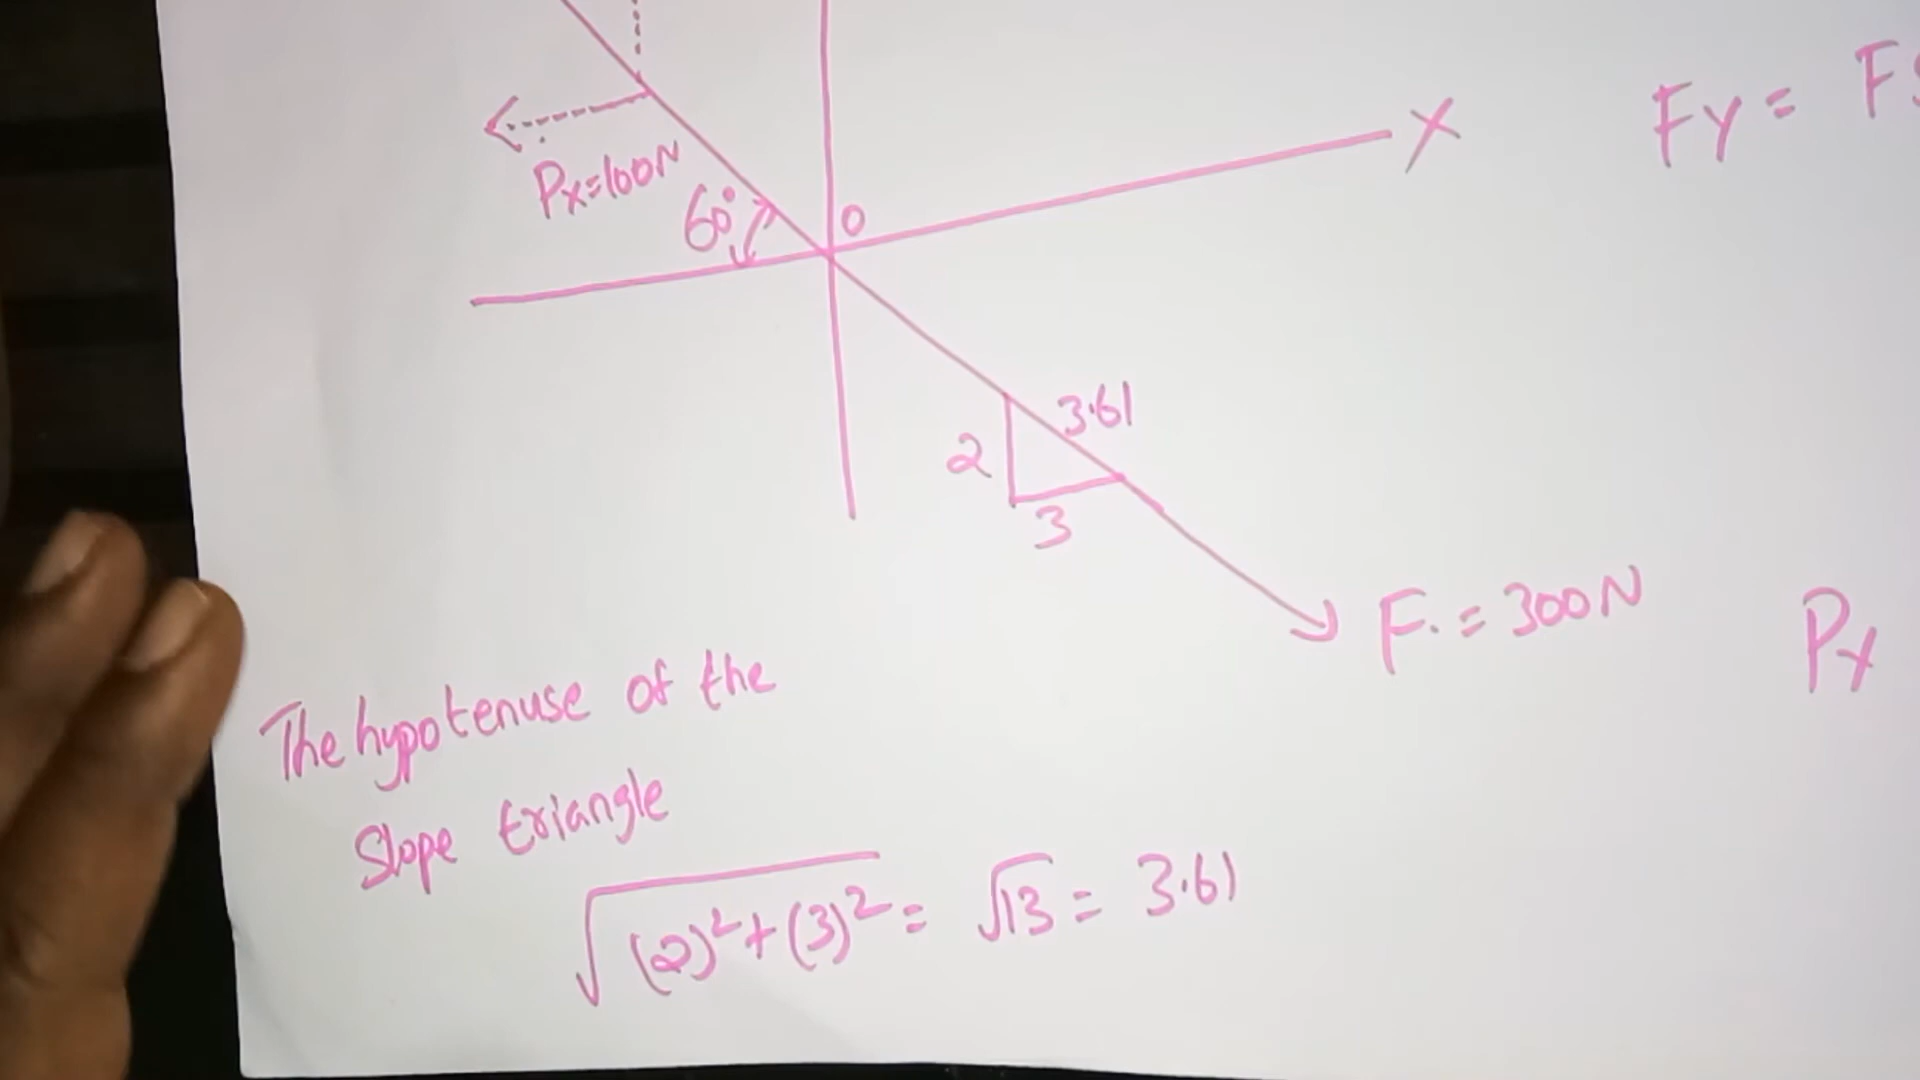 X
Fy = F
Px=100N
60°
O
3.61
2
3
F. = 300N
Px
The hypotenuse of the
Slope triangle
√(2)²+(3)² = √13 = 3.61